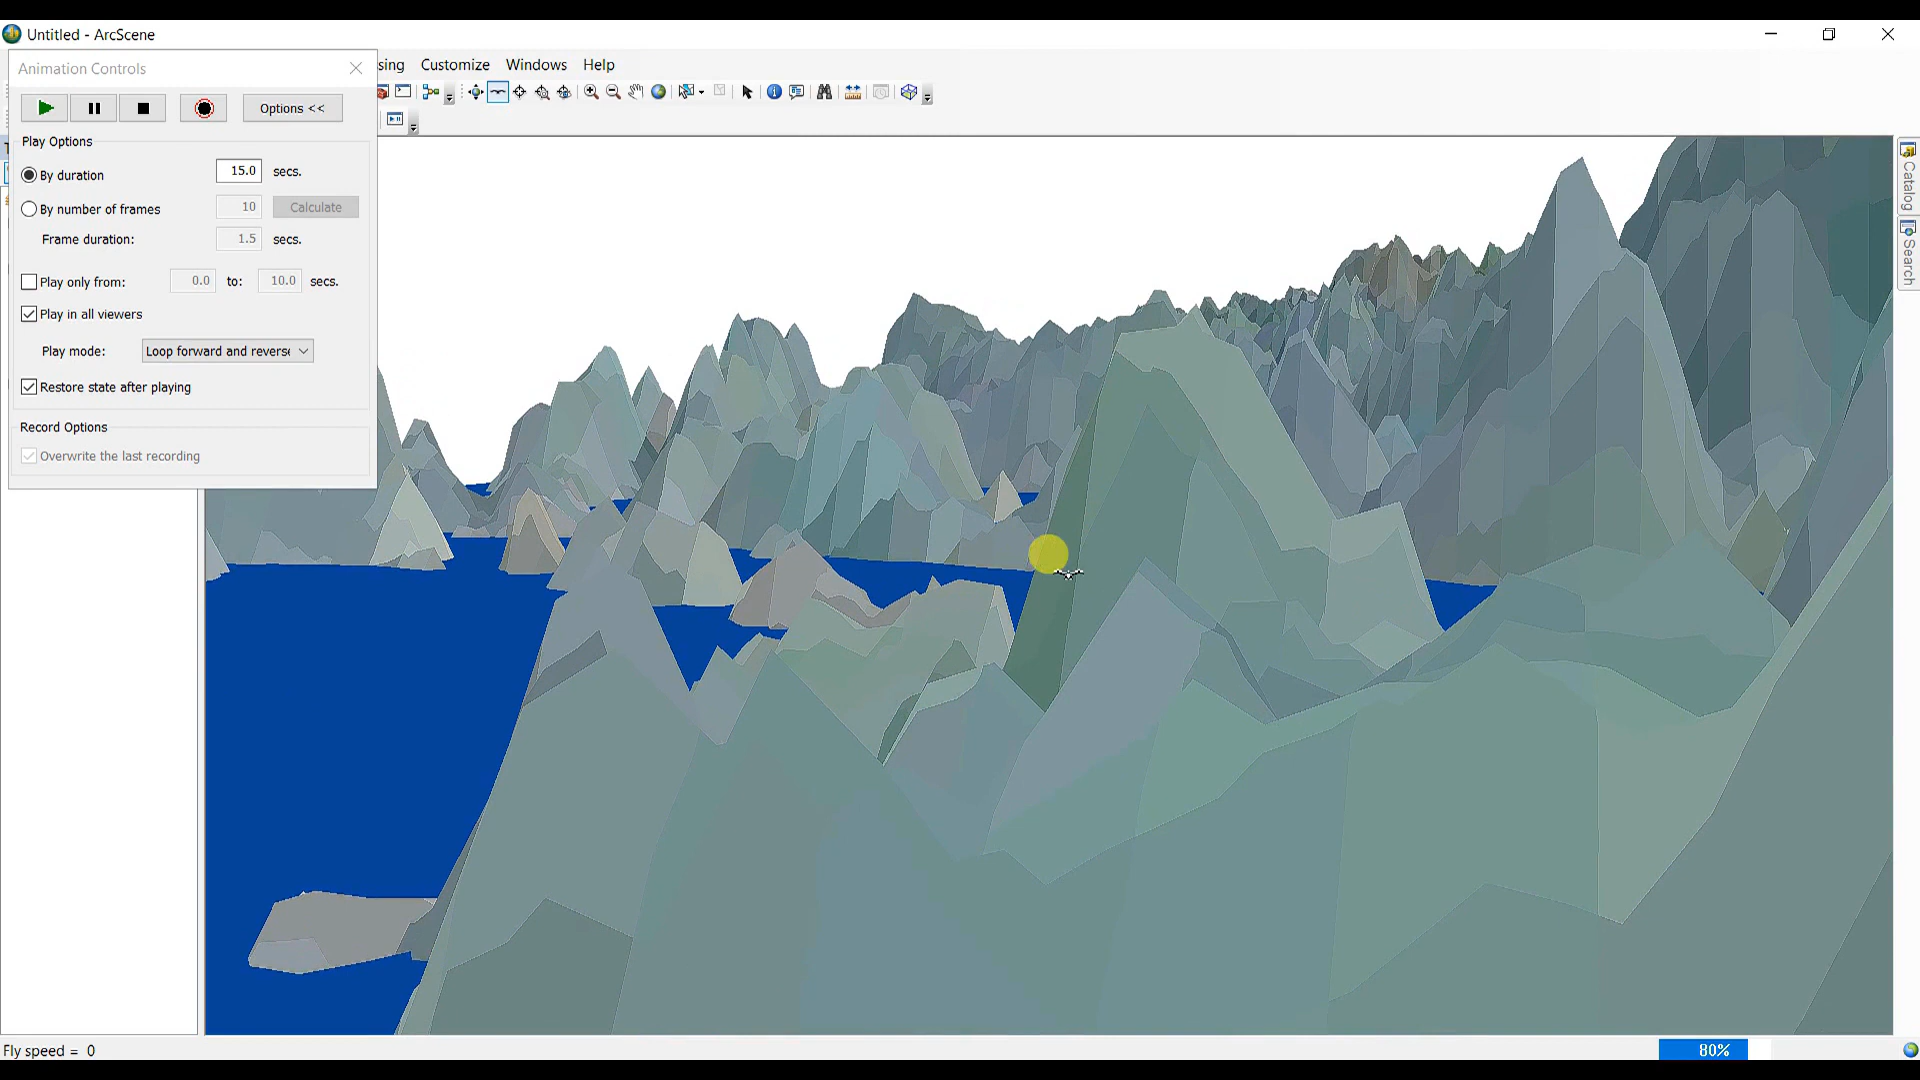 Untitled - ArcScene
Animation Controls
sing Customize Windows Help
Options <<
Play Options
By duration 15.0 secs.
By number of frames 10 Calculate
Frame duration: 1.5 secs.
Play only from: 0.0 to: 10.0 secs.
Play in all viewers
Play mode: Loop forward and reverse
Restore state after playing
Record Options
Overwrite the last recording
Catalog
Search
Fly speed = 0
80%